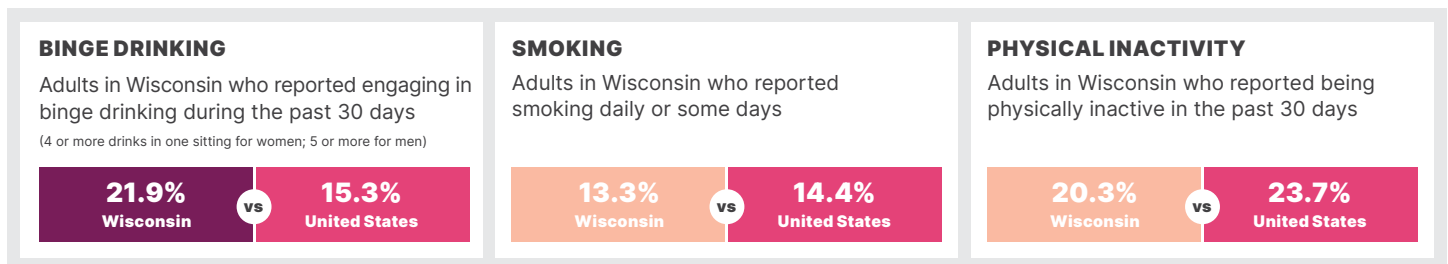 BINGE DRINKING
Adults in Wisconsin who reported engaging in
binge drinking during the past 30 days
(4 or more drinks in one sitting for women; 5 or more for men)
21.9%
Wisconsin
vs
15.3%
United States
SMOKING
Adults in Wisconsin who reported
smoking daily or some days
13.3%
Wisconsin
vs
14.4%
United States
PHYSICAL INACTIVITY
Adults in Wisconsin who reported being
physically inactive in the past 30 days
20.3%
Wisconsin
vs
23.7%
United States